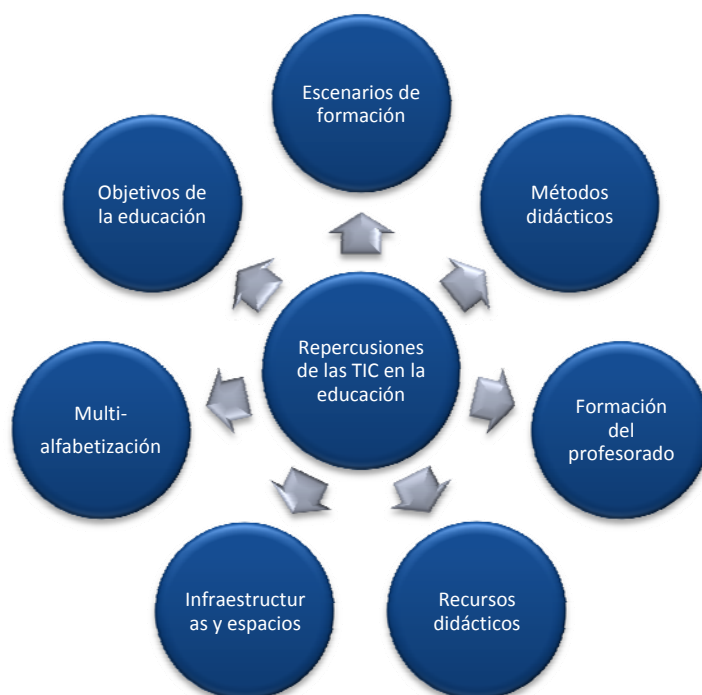 Escenarios de
formación
Métodos
didácticos
Formación
del
profesorado
Recursos
didácticos
Infraestructur
as y espacios
Multi-
alfabetización
Objetivos de
la educación
Repercusiones
de las TIC en la
educación